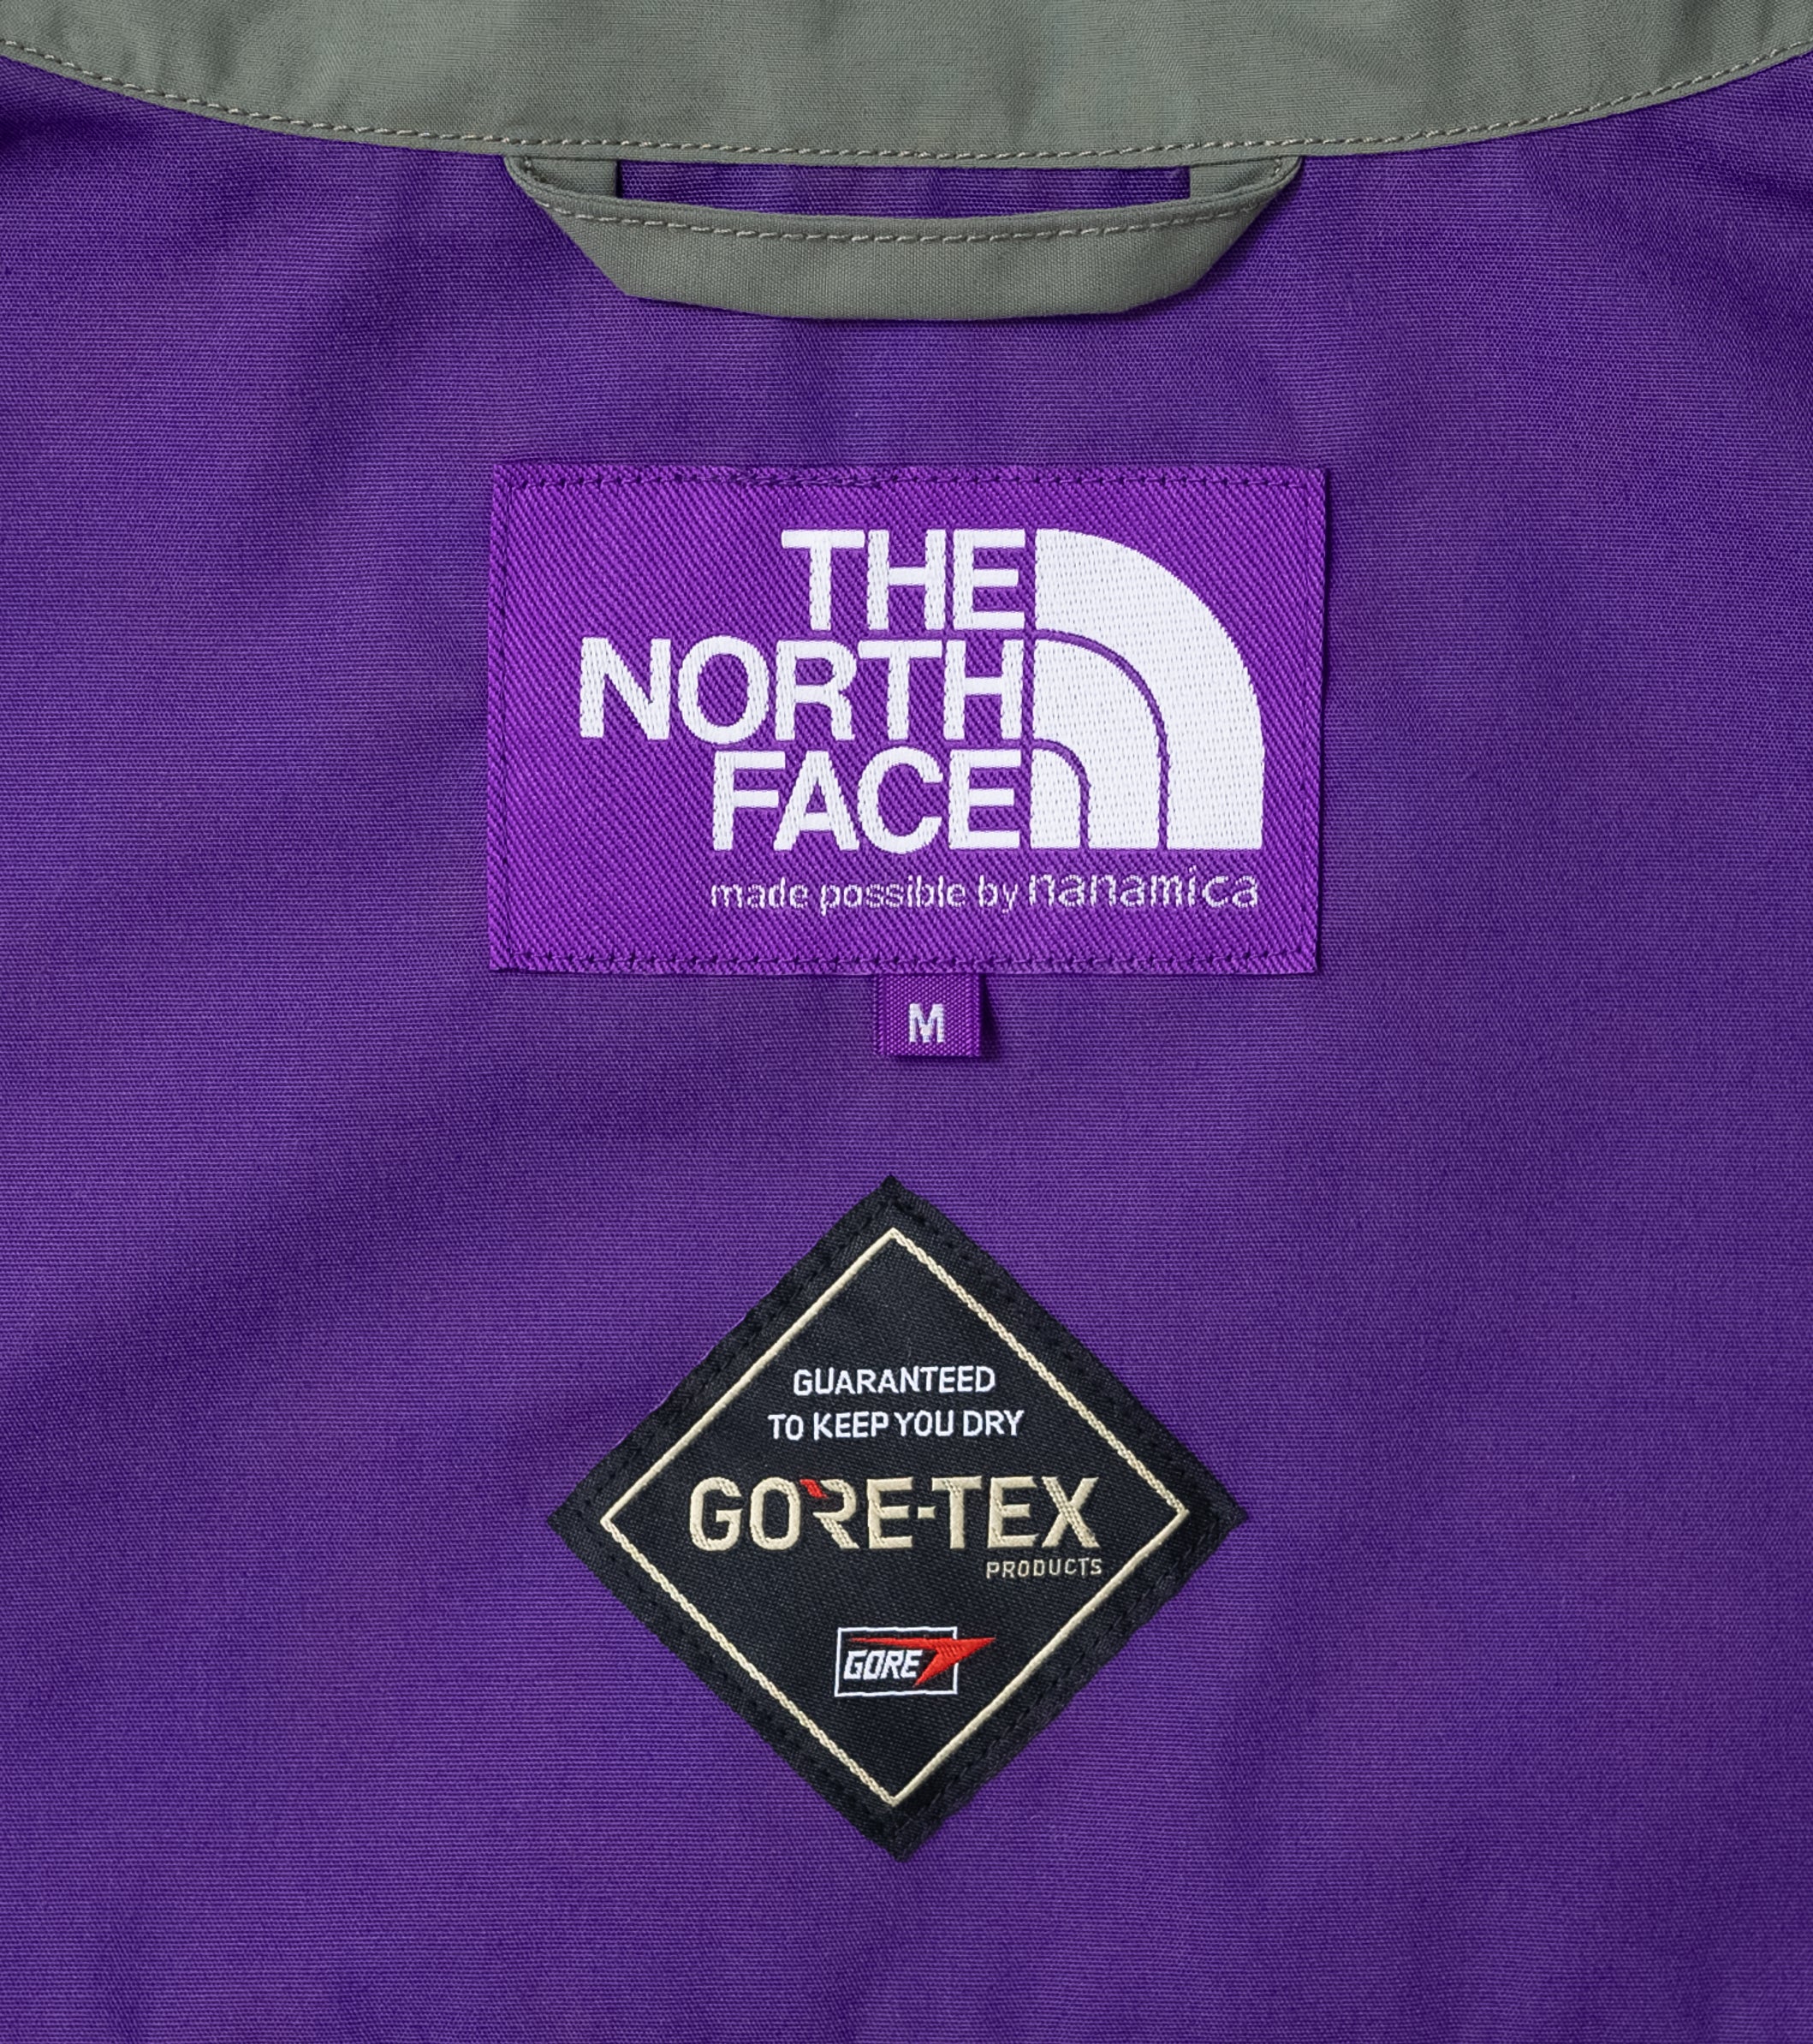 THE
NORTH
FACE
made possible by nanamica
M
GUARANTEED
TO KEEP YOU DRY
GORE-TEX
PRODUCTS
GORE